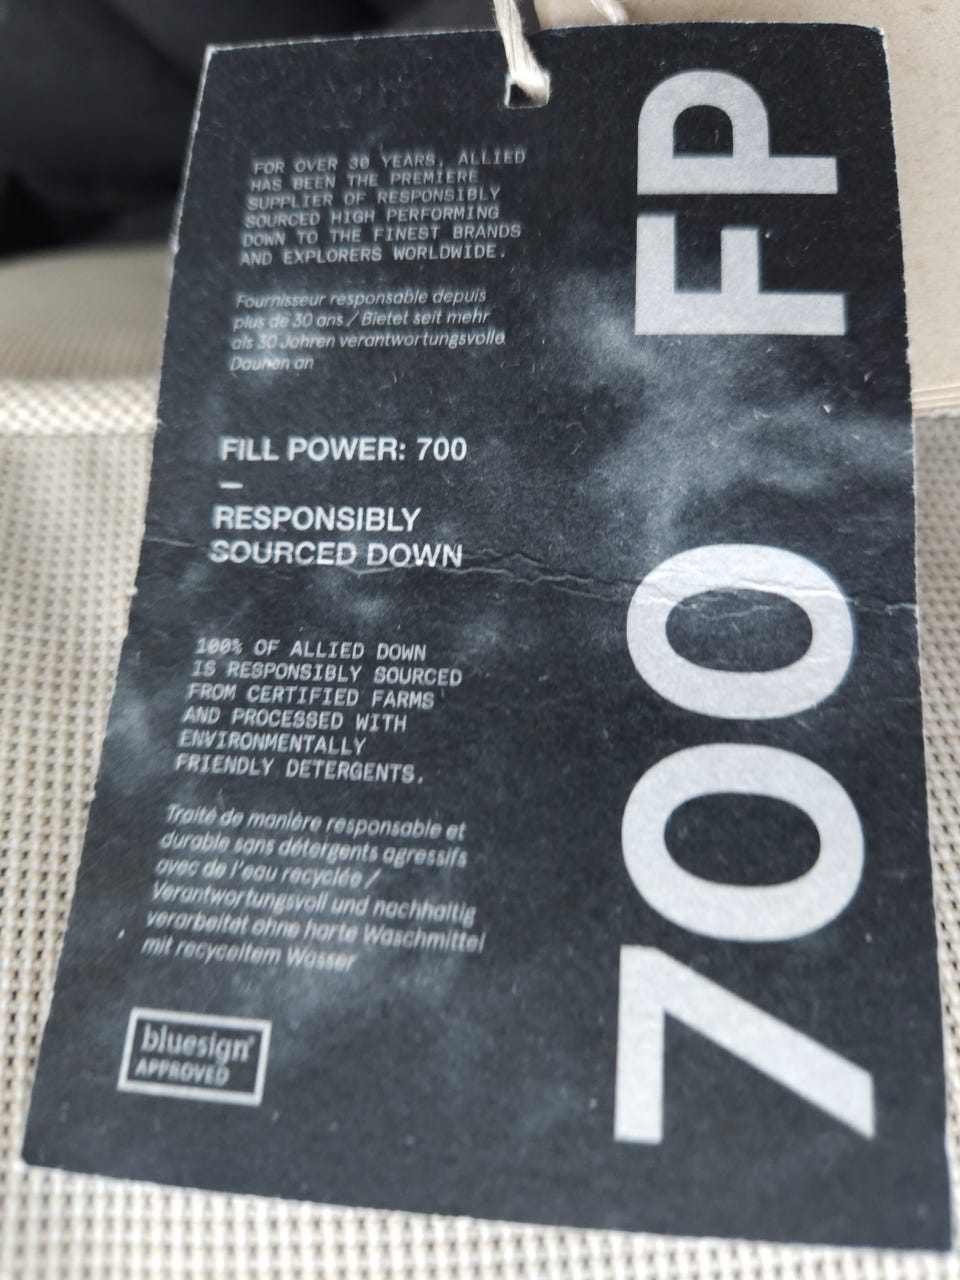 FOR OVER 30 YEARS, ALLIED
HAS BEEN THE PREMIERE
SUPPLIER OF RESPONSIBLY
SOURCED HIGH PERFORMING
DOWN TO THE FINEST BRANDS
AND EXPLORERS WORLDWIDE.
Fournisseur responsable depuis
plus de 30 ans / Bietet seit mehr
als 30 Jahren verantwortungsvolle
Daunen an
FILL POWER: 700
—
RESPONSIBLY
SOURCED DOWN
100% OF ALLIED DOWN
IS RESPONSIBLY SOURCED
FROM CERTIFIED FARMS
AND PROCESSED WITH
ENVIRONMENTALLY
FRIENDLY DETERGENTS.
Traité de manière responsable et
durable sans détergents agressifs
avec de l'eau recyclée /
Verantwortungsvoll und nachhaltig
verarbeitet ohne harte Waschmittel
mit recyceltem Wasser
bluesign®
APPROVED
700 FP